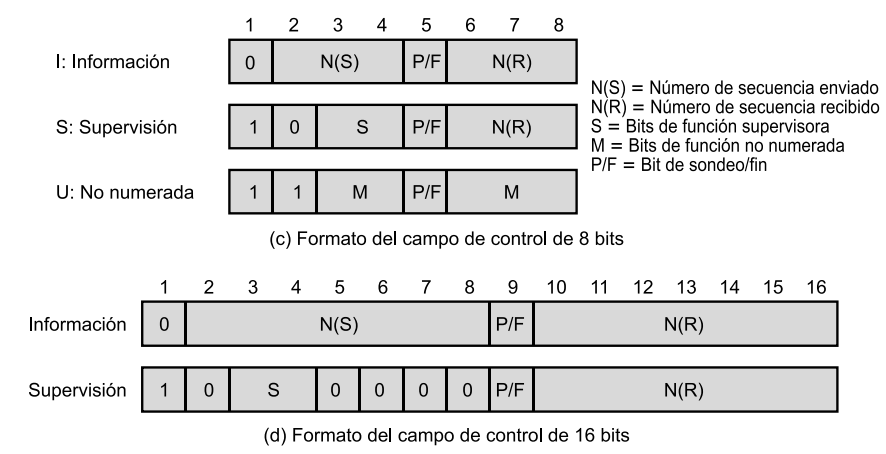 1 2 3 4 5 6 7 8
I: Información 0 N(S) P/F N(R)
S: Supervisión 1 0 S P/F N(R)
U: No numerada 1 1 M P/F M
N(S) = Número de secuencia enviado
N(R) = Número de secuencia recibido
S = Bits de función supervisora
M = Bits de función no numerada
P/F = Bit de sondeo/fin
(c) Formato del campo de control de 8 bits
1 2 3 4 5 6 7 8 9 10 11 12 13 14 15 16
Información 0 N(S) P/F N(R)
Supervisión 1 0 S 0 0 0 0 P/F N(R)
(d) Formato del campo de control de 16 bits